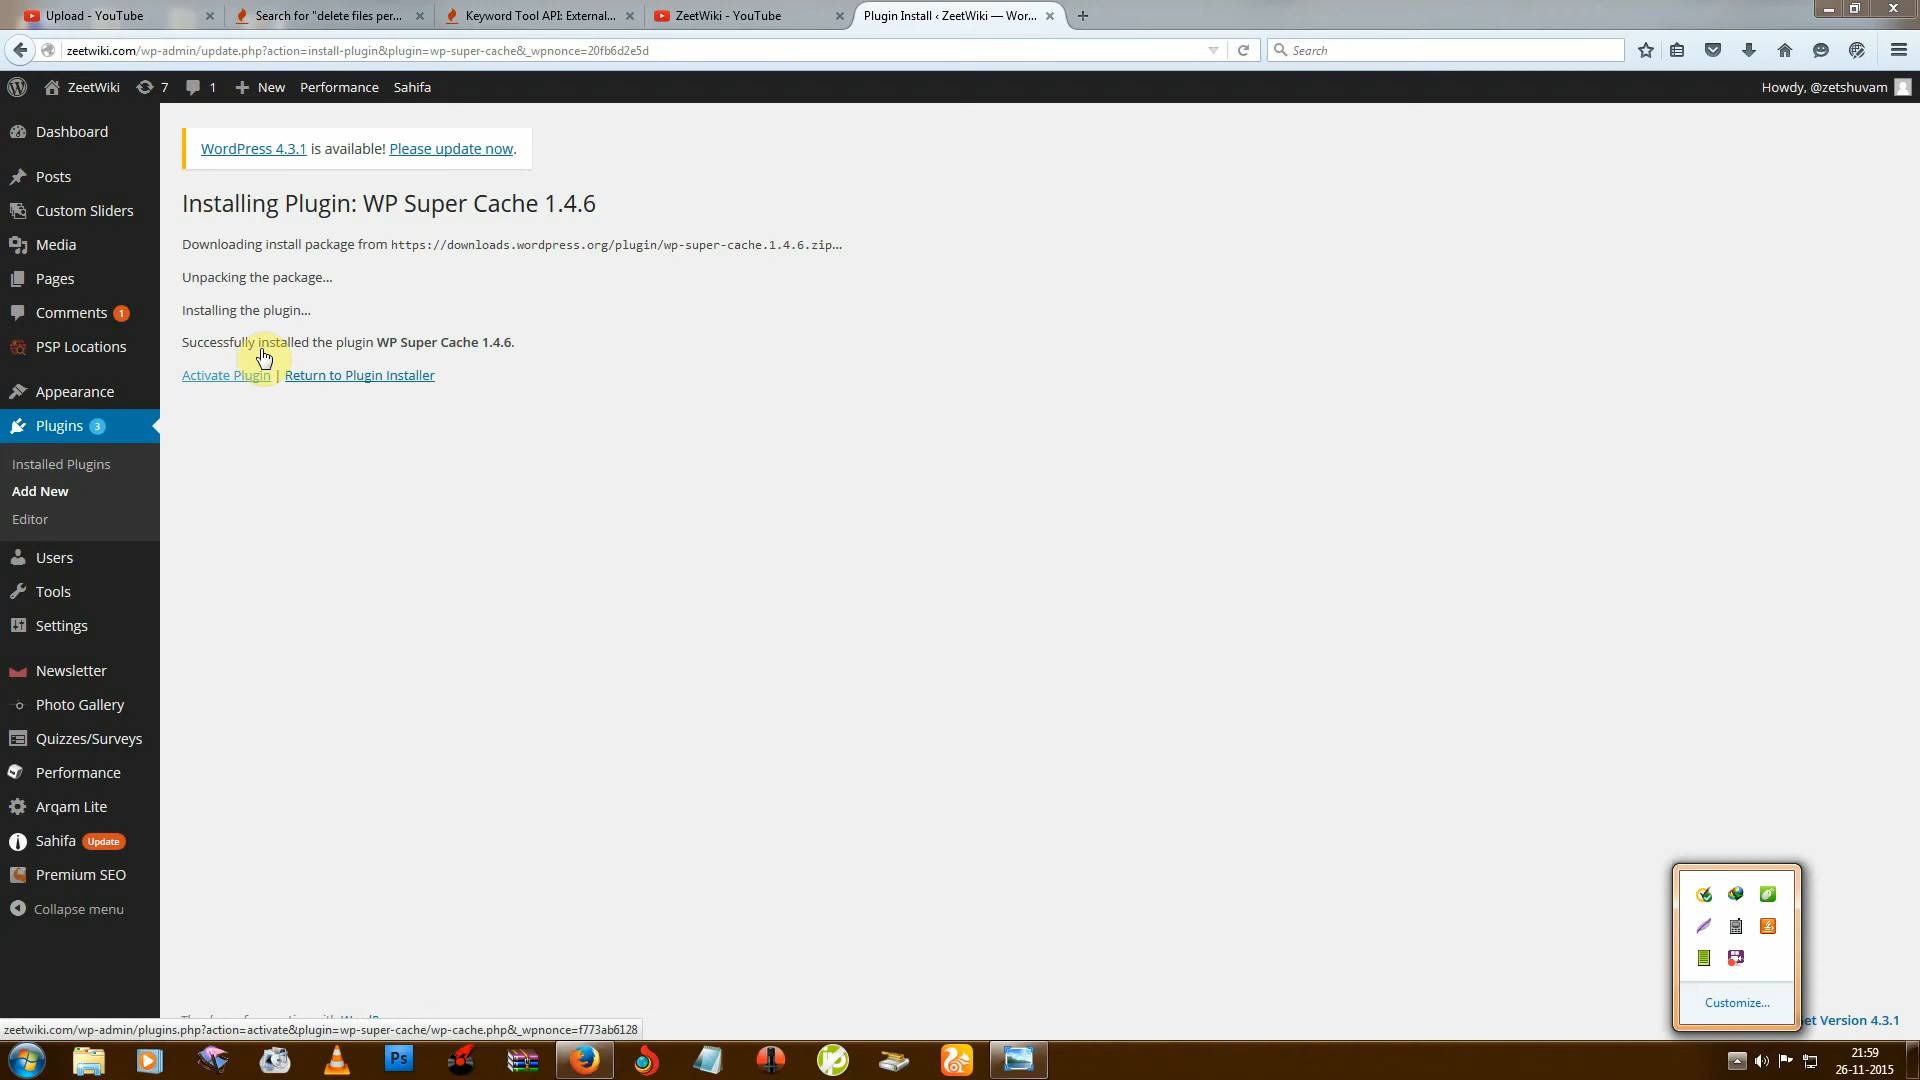 Upload - YouTube
Search for "delete files per...
Keyword Tool API: External...
ZeetWiki - YouTube
Plugin Install ‹ ZeetWiki — Wor...
zeetwiki.com/wp-admin/update.php?action=install-plugin&plugin=wp-super-cache&_wpnonce=20fb6d2e5d
Search
ZeetWiki
7
1
New
Performance
Sahifa
Howdy, @zetshuvam
Dashboard
Posts
Custom Sliders
Media
Pages
Comments 1
PSP Locations
Appearance
Plugins 3
Installed Plugins
Add New
Editor
Users
Tools
Settings
Newsletter
Photo Gallery
Quizzes/Surveys
Performance
Arqam Lite
Sahifa Update
Premium SEO
Collapse menu
WordPress 4.3.1 is available! Please update now.
Installing Plugin: WP Super Cache 1.4.6
Downloading install package from https://downloads.wordpress.org/plugin/wp-super-cache.1.4.6.zip...
Unpacking the package...
Installing the plugin...
Successfully installed the plugin WP Super Cache 1.4.6.
Activate Plugin | Return to Plugin Installer
Customize...
Version 4.3.1
zeetwiki.com/wp-admin/plugins.php?action=activate&plugin=wp-super-cache/wp-cache.php&_wpnonce=f773ab6128
Ps
21:59
26-11-2015